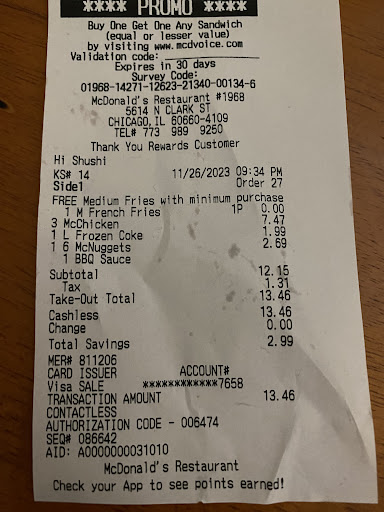 **** PROMO ****
Buy One Get One Any Sandwich
(equal or lesser value)
by visiting www.mcdvoice.com
Validation code:
Expires in 30 days
Survey Code:
01968-14271-12623-21340-00134-6
McDonald's Restaurant #1968
5614 N CLARK ST
CHICAGO, IL 60660-4109
TEL# 773 989 9250
Thank You Rewards Customer
Hi Shushi
KS# 14 11/26/2023 09:34 PM
Side1 Order 27
FREE Medium Fries with minimum purchase
1 M French Fries 1P 0.00
3 McChicken 7.47
1 L Frozen Coke 1.99
1 6 McNuggets 2.69
1 BBQ Sauce
Subtotal 12.15
Tax 1.31
Take-Out Total 13.46
Cashless 13.46
Change 0.00
Total Savings 2.99
MER# 811206
CARD ISSUER ACCOUNT#
Visa SALE ************7658
TRANSACTION AMOUNT 13.46
CONTACTLESS
AUTHORIZATION CODE - 006474
SEQ# 086642
AID: A0000000031010
McDonald's Restaurant
Check your App to see points earned!